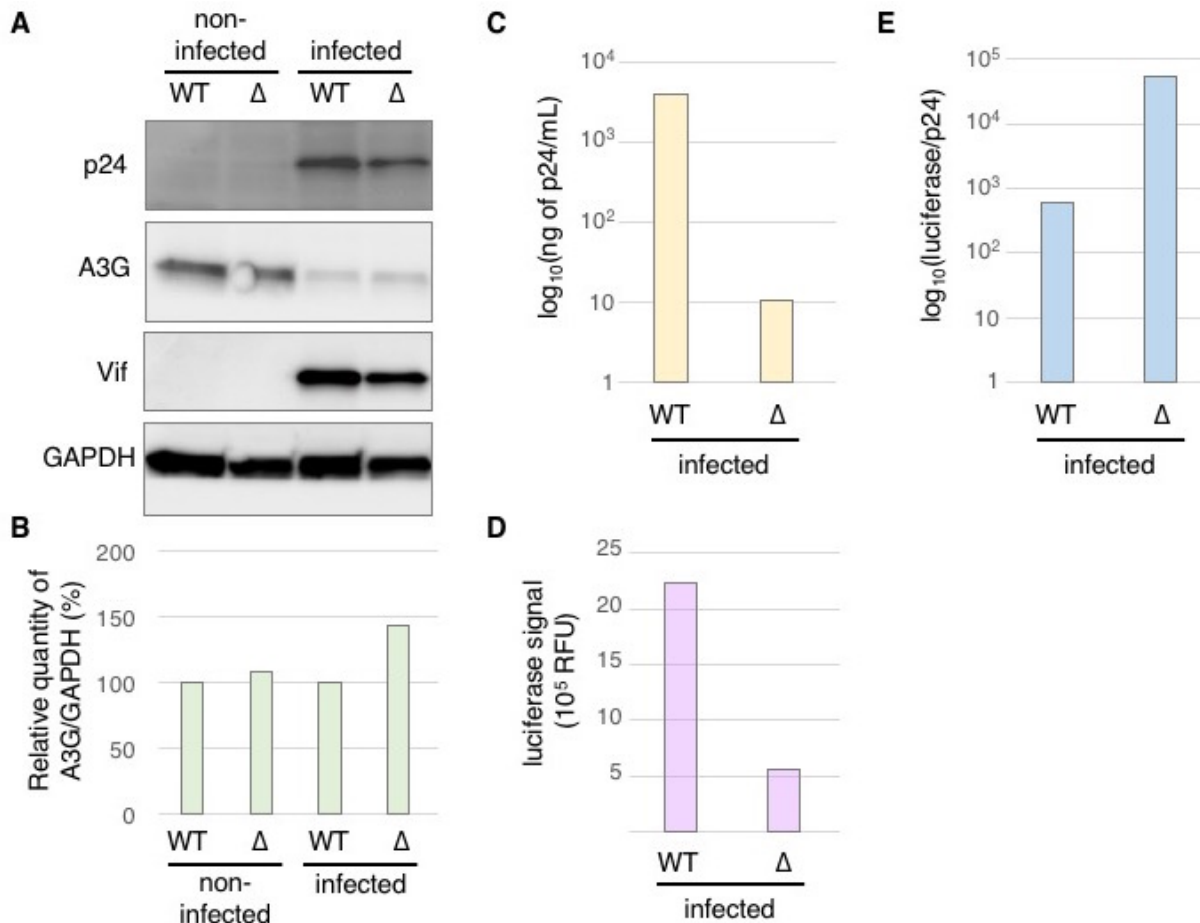 A
non-
infected
infected
WT
Δ
WT
Δ
p24
A3G
Vif
GAPDH
B
Relative quantity of
A3G/GAPDH (%)
200
150
100
50
0
WT
Δ
WT
Δ
non-
infected
infected
C
log₁₀(ng of p24/mL)
10⁴
10³
10²
10
1
WT
Δ
infected
D
luciferase signal
(10⁵ RFU)
25
20
15
10
5
WT
Δ
infected
E
log₁₀(luciferase/p24)
10⁵
10⁴
10³
10²
10
1
WT
Δ
infected